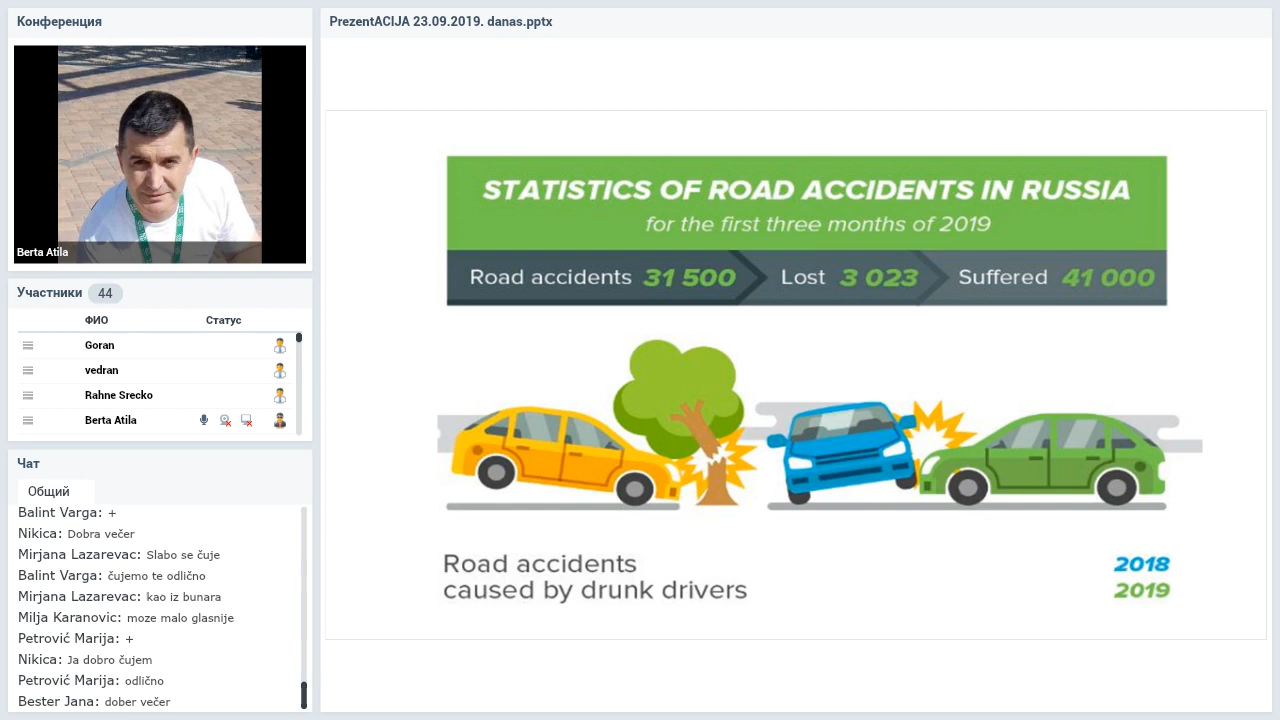 Конференция
Berta Atila
Участники 44
ФИО Статус
Goran
vedran
Rahne Srecko
Berta Atila
Чат
Общий
Balint Varga: +
Nikica: Dobra večer
Mirjana Lazarevac: Slabo se čuje
Balint Varga: čujemo te odlično
Mirjana Lazarevac: kao iz bunara
Milja Karanovic: moze malo glasnije
Petrović Marija: +
Nikica: Ja dobro čujem
Petrović Marija: odlično
Bester Jana: dober večer
PrezentACIJA 23.09.2019. danas.pptx
STATISTICS OF ROAD ACCIDENTS IN RUSSIA
for the first three months of 2019
Road accidents 31 500 Lost 3 023 Suffered 41 000
Road accidents
caused by drunk drivers
2018
2019